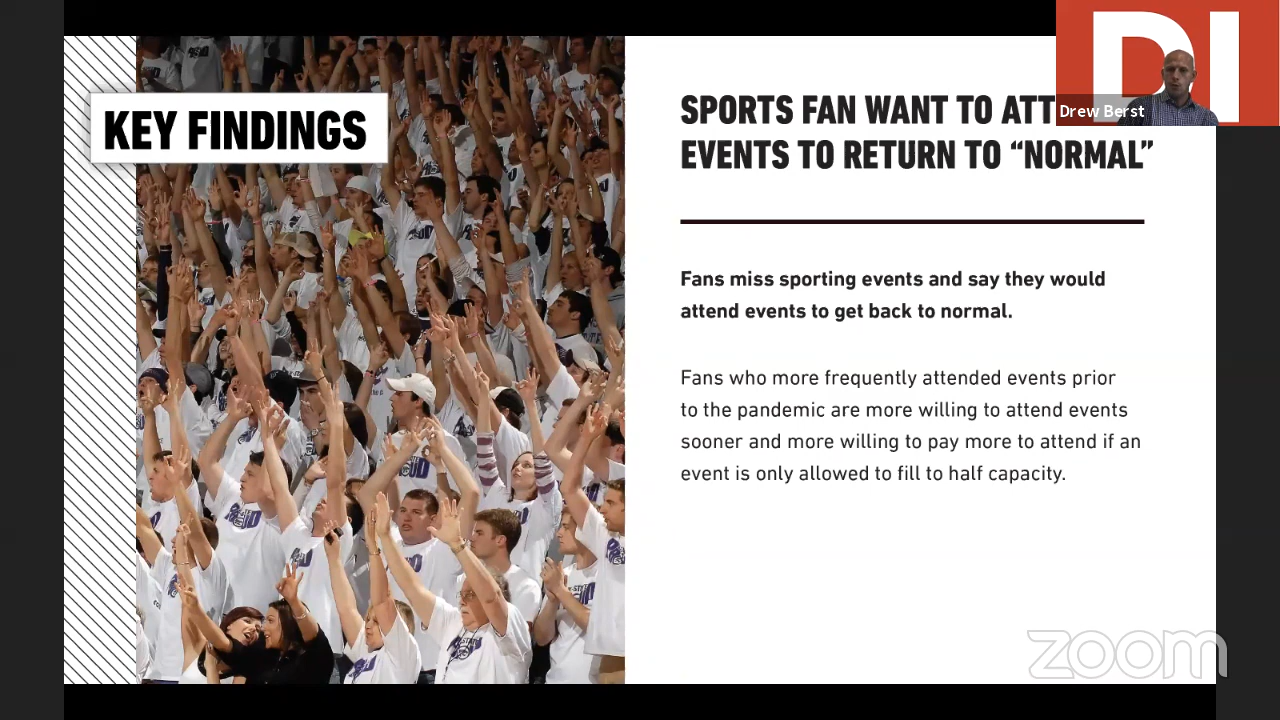 KEY FINDINGS
SPORTS FAN WANT TO ATT
EVENTS TO RETURN TO “NORMAL”
Fans miss sporting events and say they would
attend events to get back to normal.
Fans who more frequently attended events prior
to the pandemic are more willing to attend events
sooner and more willing to pay more to attend if an
event is only allowed to fill to half capacity.
DI
Drew Berst
zoom